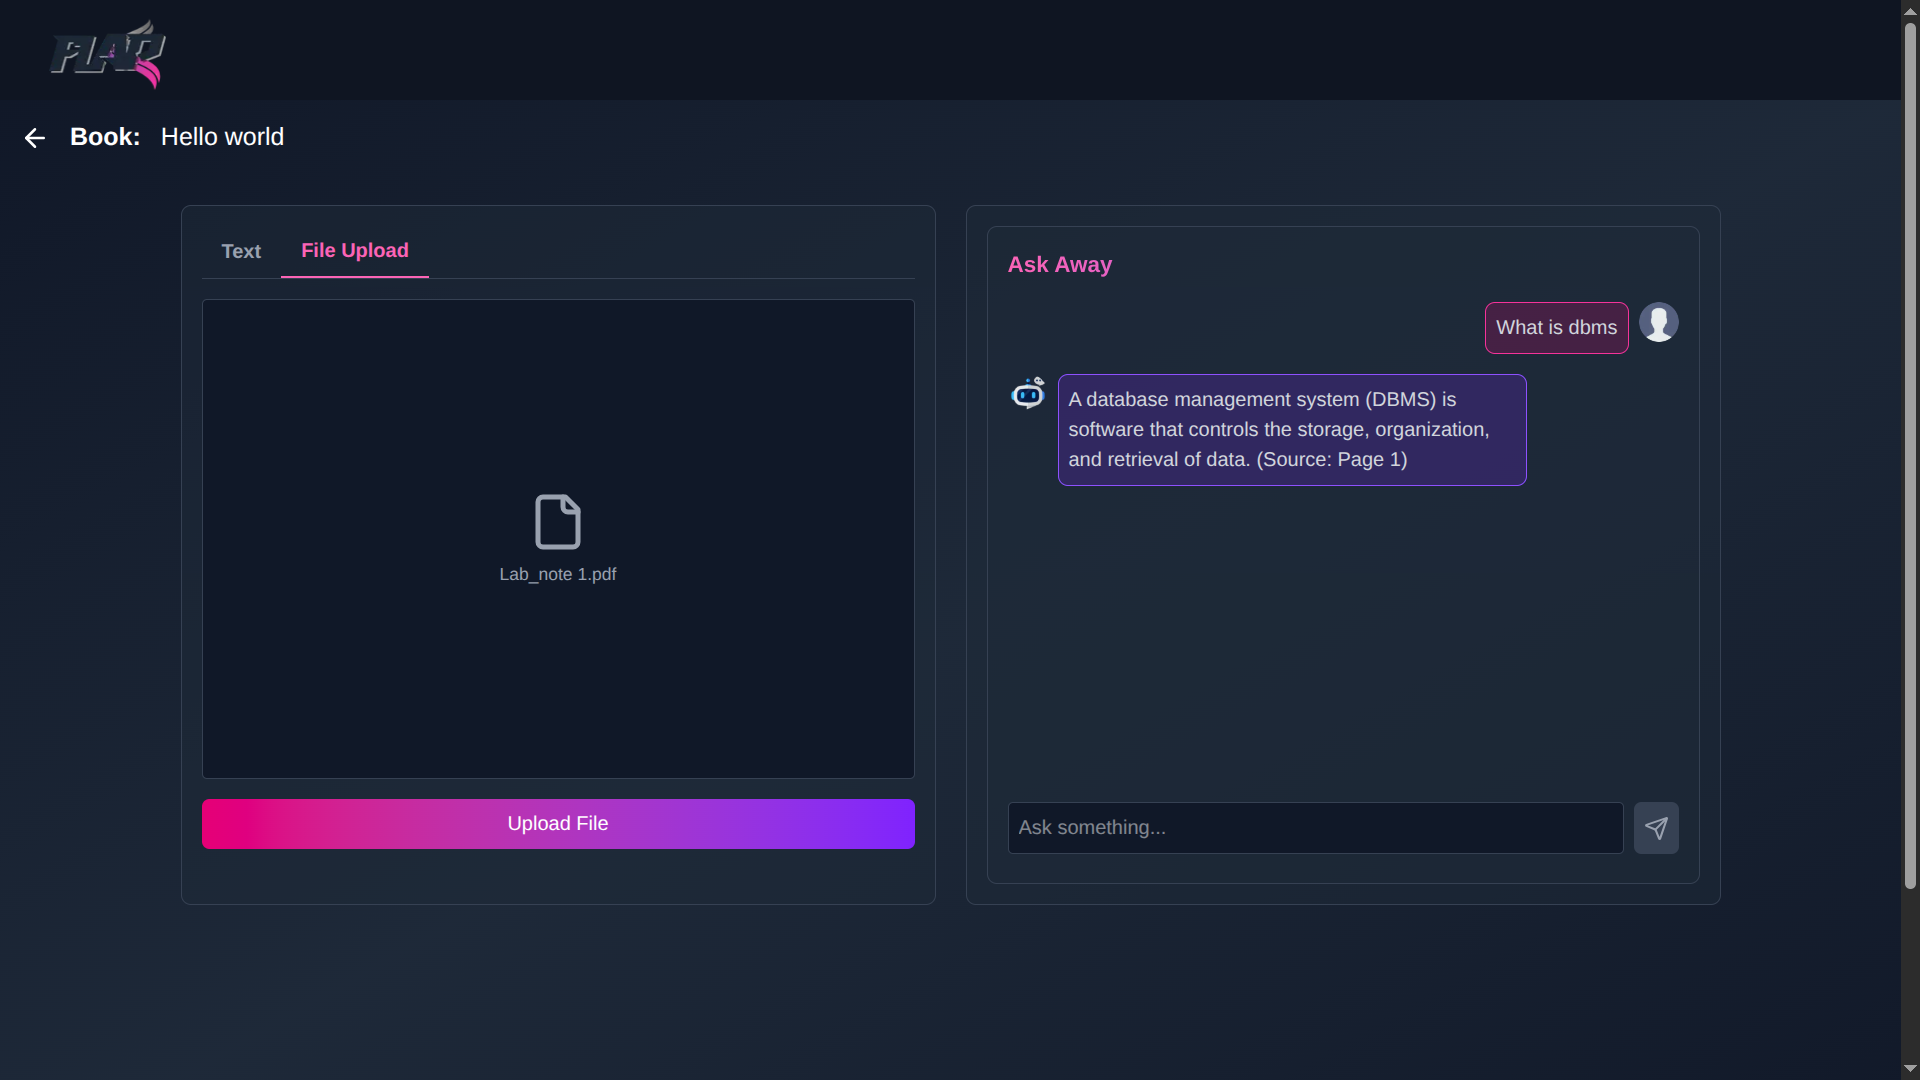 FLAR
Book: Hello world
Text
File Upload
Lab_note 1.pdf
Upload File
Ask Away
What is dbms
A database management system (DBMS) is
software that controls the storage, organization,
and retrieval of data. (Source: Page 1)
Ask something...